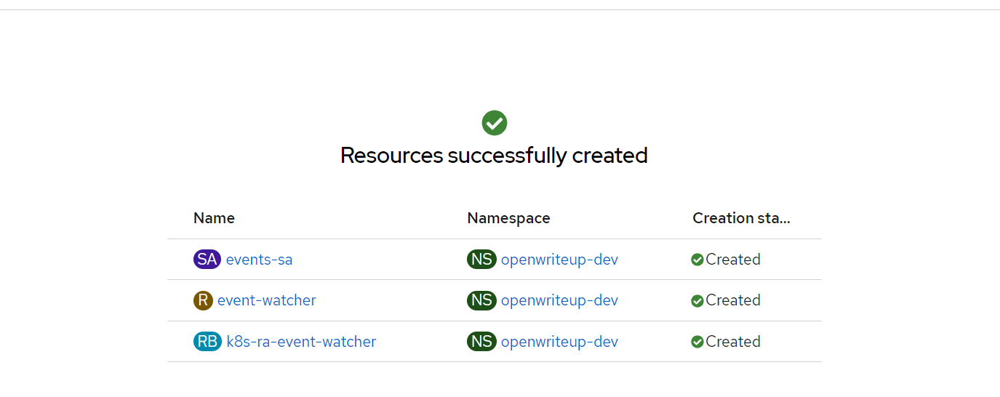 Resources successfully created
Name Namespace Creation sta...
SA events-sa NS openwriteup-dev Created
R event-watcher NS openwriteup-dev Created
RB k8s-ra-event-watcher NS openwriteup-dev Created